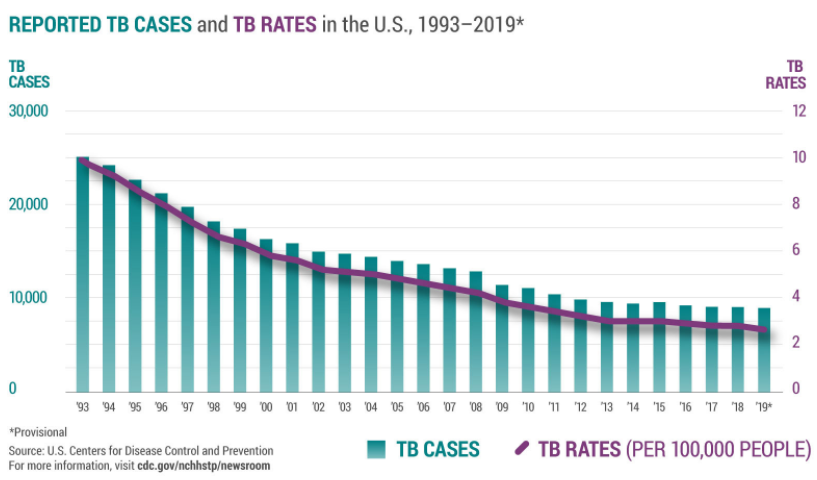 REPORTED TB CASES and TB RATES in the U.S., 1993–2019*
TB
CASES
TB
RATES
30,000
12
10
20,000
8
6
10,000
4
2
0
0
'93 '94 '95 '96 '97 '98 '99 '00 '01 '02 '03 '04 '05 '06 '07 '08 '09 '10 '11 '12 '13 '14 '15 '16 '17 '18 '19*
*Provisional
Source: U.S. Centers for Disease Control and Prevention
For more information, visit cdc.gov/nchhstp/newsroom
TB CASES
TB RATES (PER 100,000 PEOPLE)